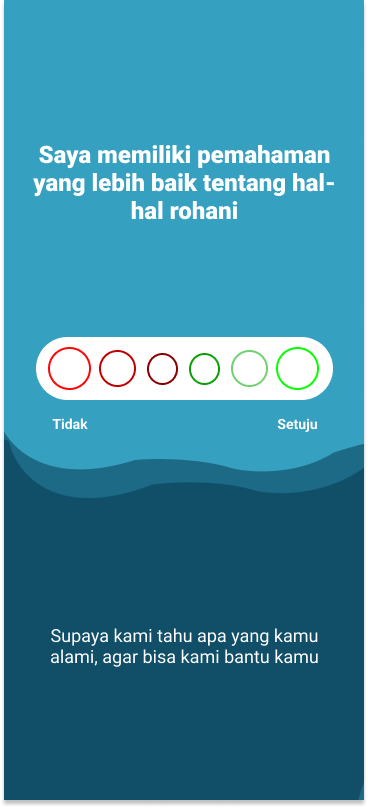 Saya memiliki pemahaman
yang lebih baik tentang hal-
hal rohani
Tidak
Setuju
Supaya kami tahu apa yang kamu
alami, agar bisa kami bantu kamu